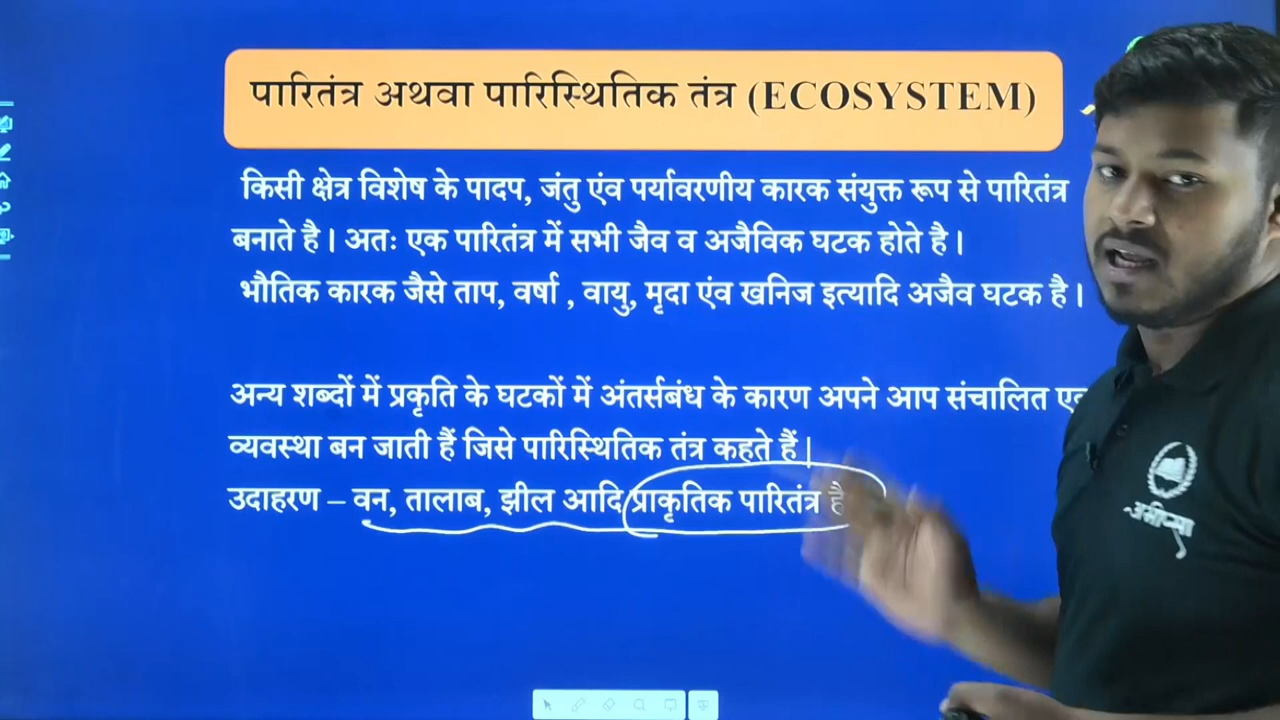 पारितंत्र अथवा पारिस्थितिक तंत्र (ECOSYSTEM)
किसी क्षेत्र विशेष के पादप, जंतु एंव पर्यावरणीय कारक संयुक्त रूप से पारितंत्र
बनाते है । अतः एक पारितंत्र में सभी जैव व अजैविक घटक होते है ।
भौतिक कारक जैसे ताप, वर्षा , वायु, मृदा एंव खनिज इत्यादि अजैव घटक है ।
अन्य शब्दों में प्रकृति के घटकों में अंतर्सबंध के कारण अपने आप संचालित
व्यवस्था बन जाती हैं जिसे पारिस्थितिक तंत्र कहते हैं |
उदाहरण – वन, तालाब, झील आदि प्राकृतिक पारितंत्र है